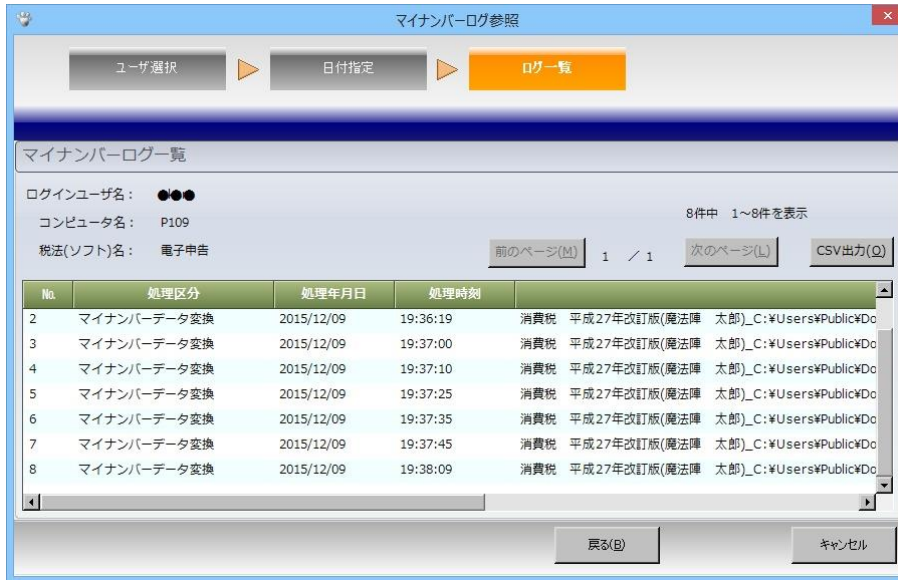 マイナンバーログ参照
ユーザ選択 日付指定 ログ一覧
マイナンバーログ一覧
ログインユーザ名： ●●●
コンピュータ名： P109
8件中 1～8件を表示
税法(ソフト)名： 電子申告
前のページ(M) 1 ／ 1 次のページ(L) CSV出力(O)
No. 処理区分 処理年月日 処理時刻
2 マイナンバーデータ変換 2015/12/09 19:36:19 消費税 平成27年改訂版(魔法陣 太郎)_C:¥Users¥Public¥Do
3 マイナンバーデータ変換 2015/12/09 19:37:00 消費税 平成27年改訂版(魔法陣 太郎)_C:¥Users¥Public¥Do
4 マイナンバーデータ変換 2015/12/09 19:37:10 消費税 平成27年改訂版(魔法陣 太郎)_C:¥Users¥Public¥Do
5 マイナンバーデータ変換 2015/12/09 19:37:25 消費税 平成27年改訂版(魔法陣 太郎)_C:¥Users¥Public¥Do
6 マイナンバーデータ変換 2015/12/09 19:37:35 消費税 平成27年改訂版(魔法陣 太郎)_C:¥Users¥Public¥Do
7 マイナンバーデータ変換 2015/12/09 19:37:45 消費税 平成27年改訂版(魔法陣 太郎)_C:¥Users¥Public¥Do
8 マイナンバーデータ変換 2015/12/09 19:38:09 消費税 平成27年改訂版(魔法陣 太郎)_C:¥Users¥Public¥Do
戻る(B) キャンセル